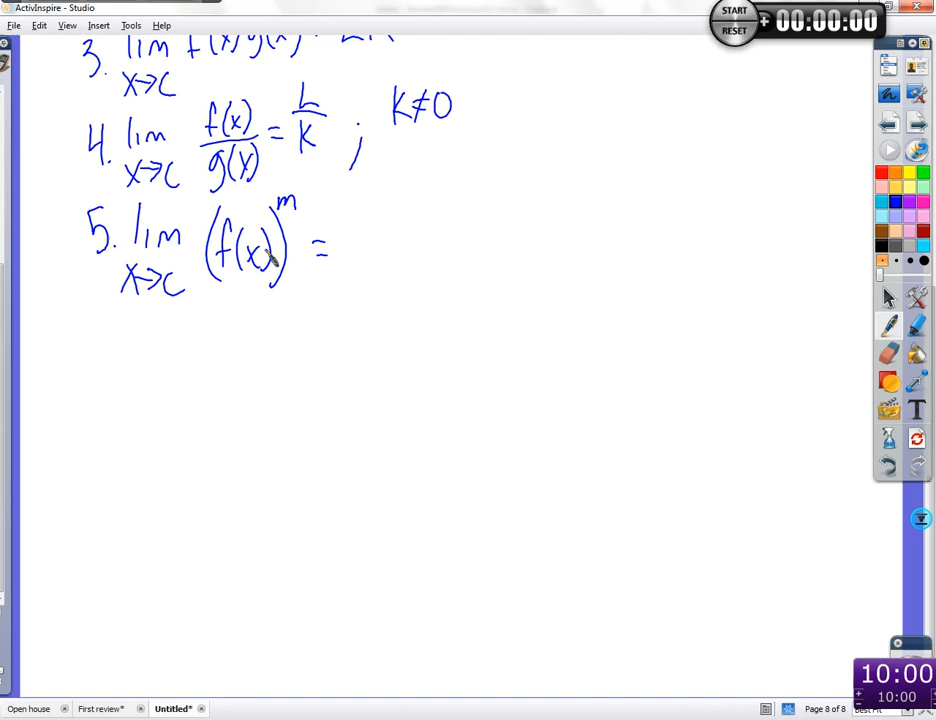 ActivInspire - Studio
START
RESET
00:00:00
File Edit View Insert Tools Help
3. lim f(x)g(x)
x→c
4. lim f(x)/g(x) = L/K ; K≠0
x→c
5. lim (f(x))^m =
x→c
10:00
10:00
Open house First review* Untitled* Page 8 of 8 Best Fit